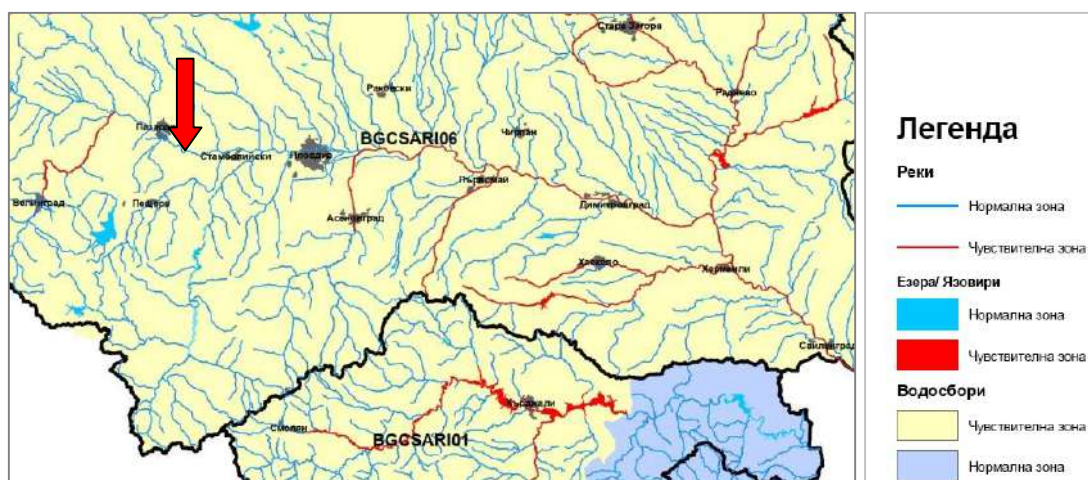 Стара Загора
Раковски
Раднево
Чирпан
BGCSARI06
Стамболийски
Пловдив
Първомай
Велинград
Пещера
Асеновград
Димитровград
Хасково
Харманли
Свиленград
Кърджали
Смолян
BGCSARI01
Легенда
Реки
Нормална зона
Чувствителна зона
Езера/ Язовири
Нормална зона
Чувствителна зона
Водосбори
Чувствителна зона
Нормална зона